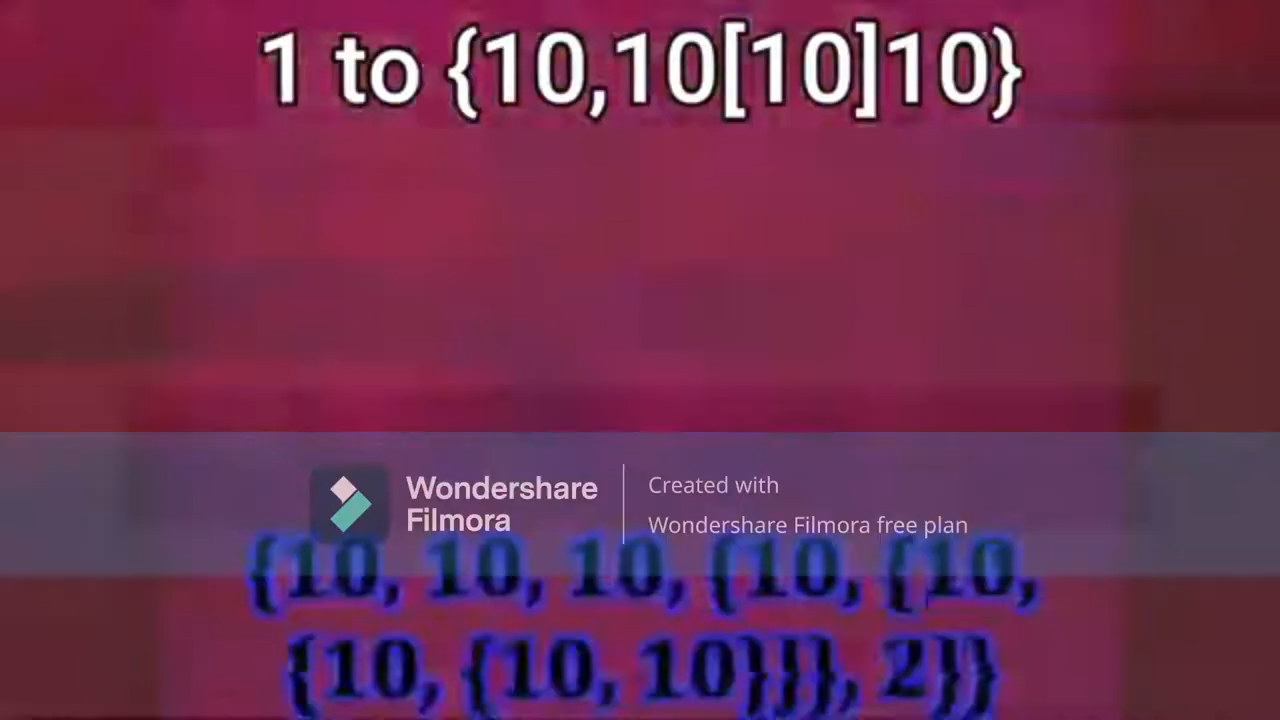 1 to {10,10[10]10}
Wondershare
Filmora
Created with
Wondershare Filmora free plan
{10, 10, 10, {10, {10,
{10, {10, 10}}}}, 2}}